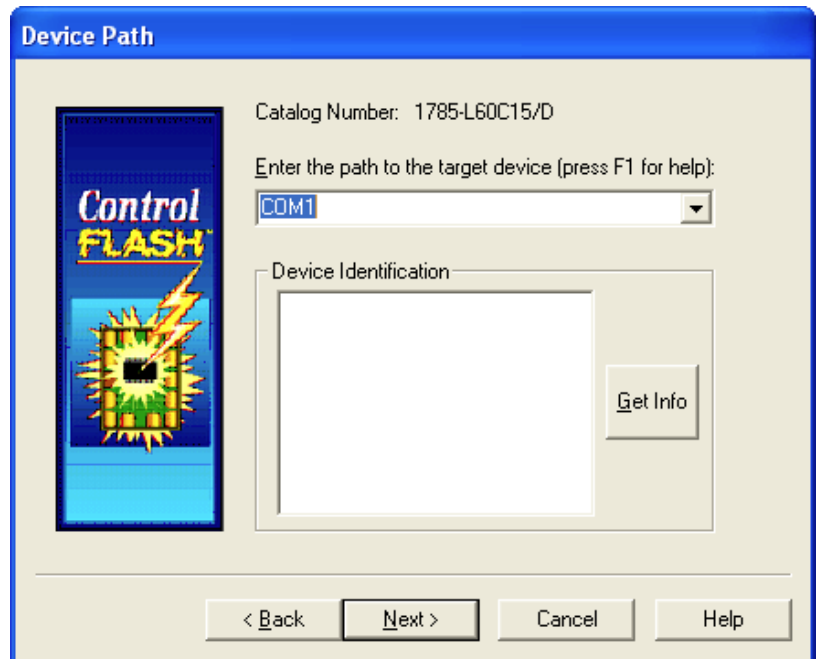 Device Path
Catalog Number: 1785-L60C15/D
Enter the path to the target device (press F1 for help):
COM1
Control
FLASH™
Device Identification
Get Info
< Back
Next >
Cancel
Help